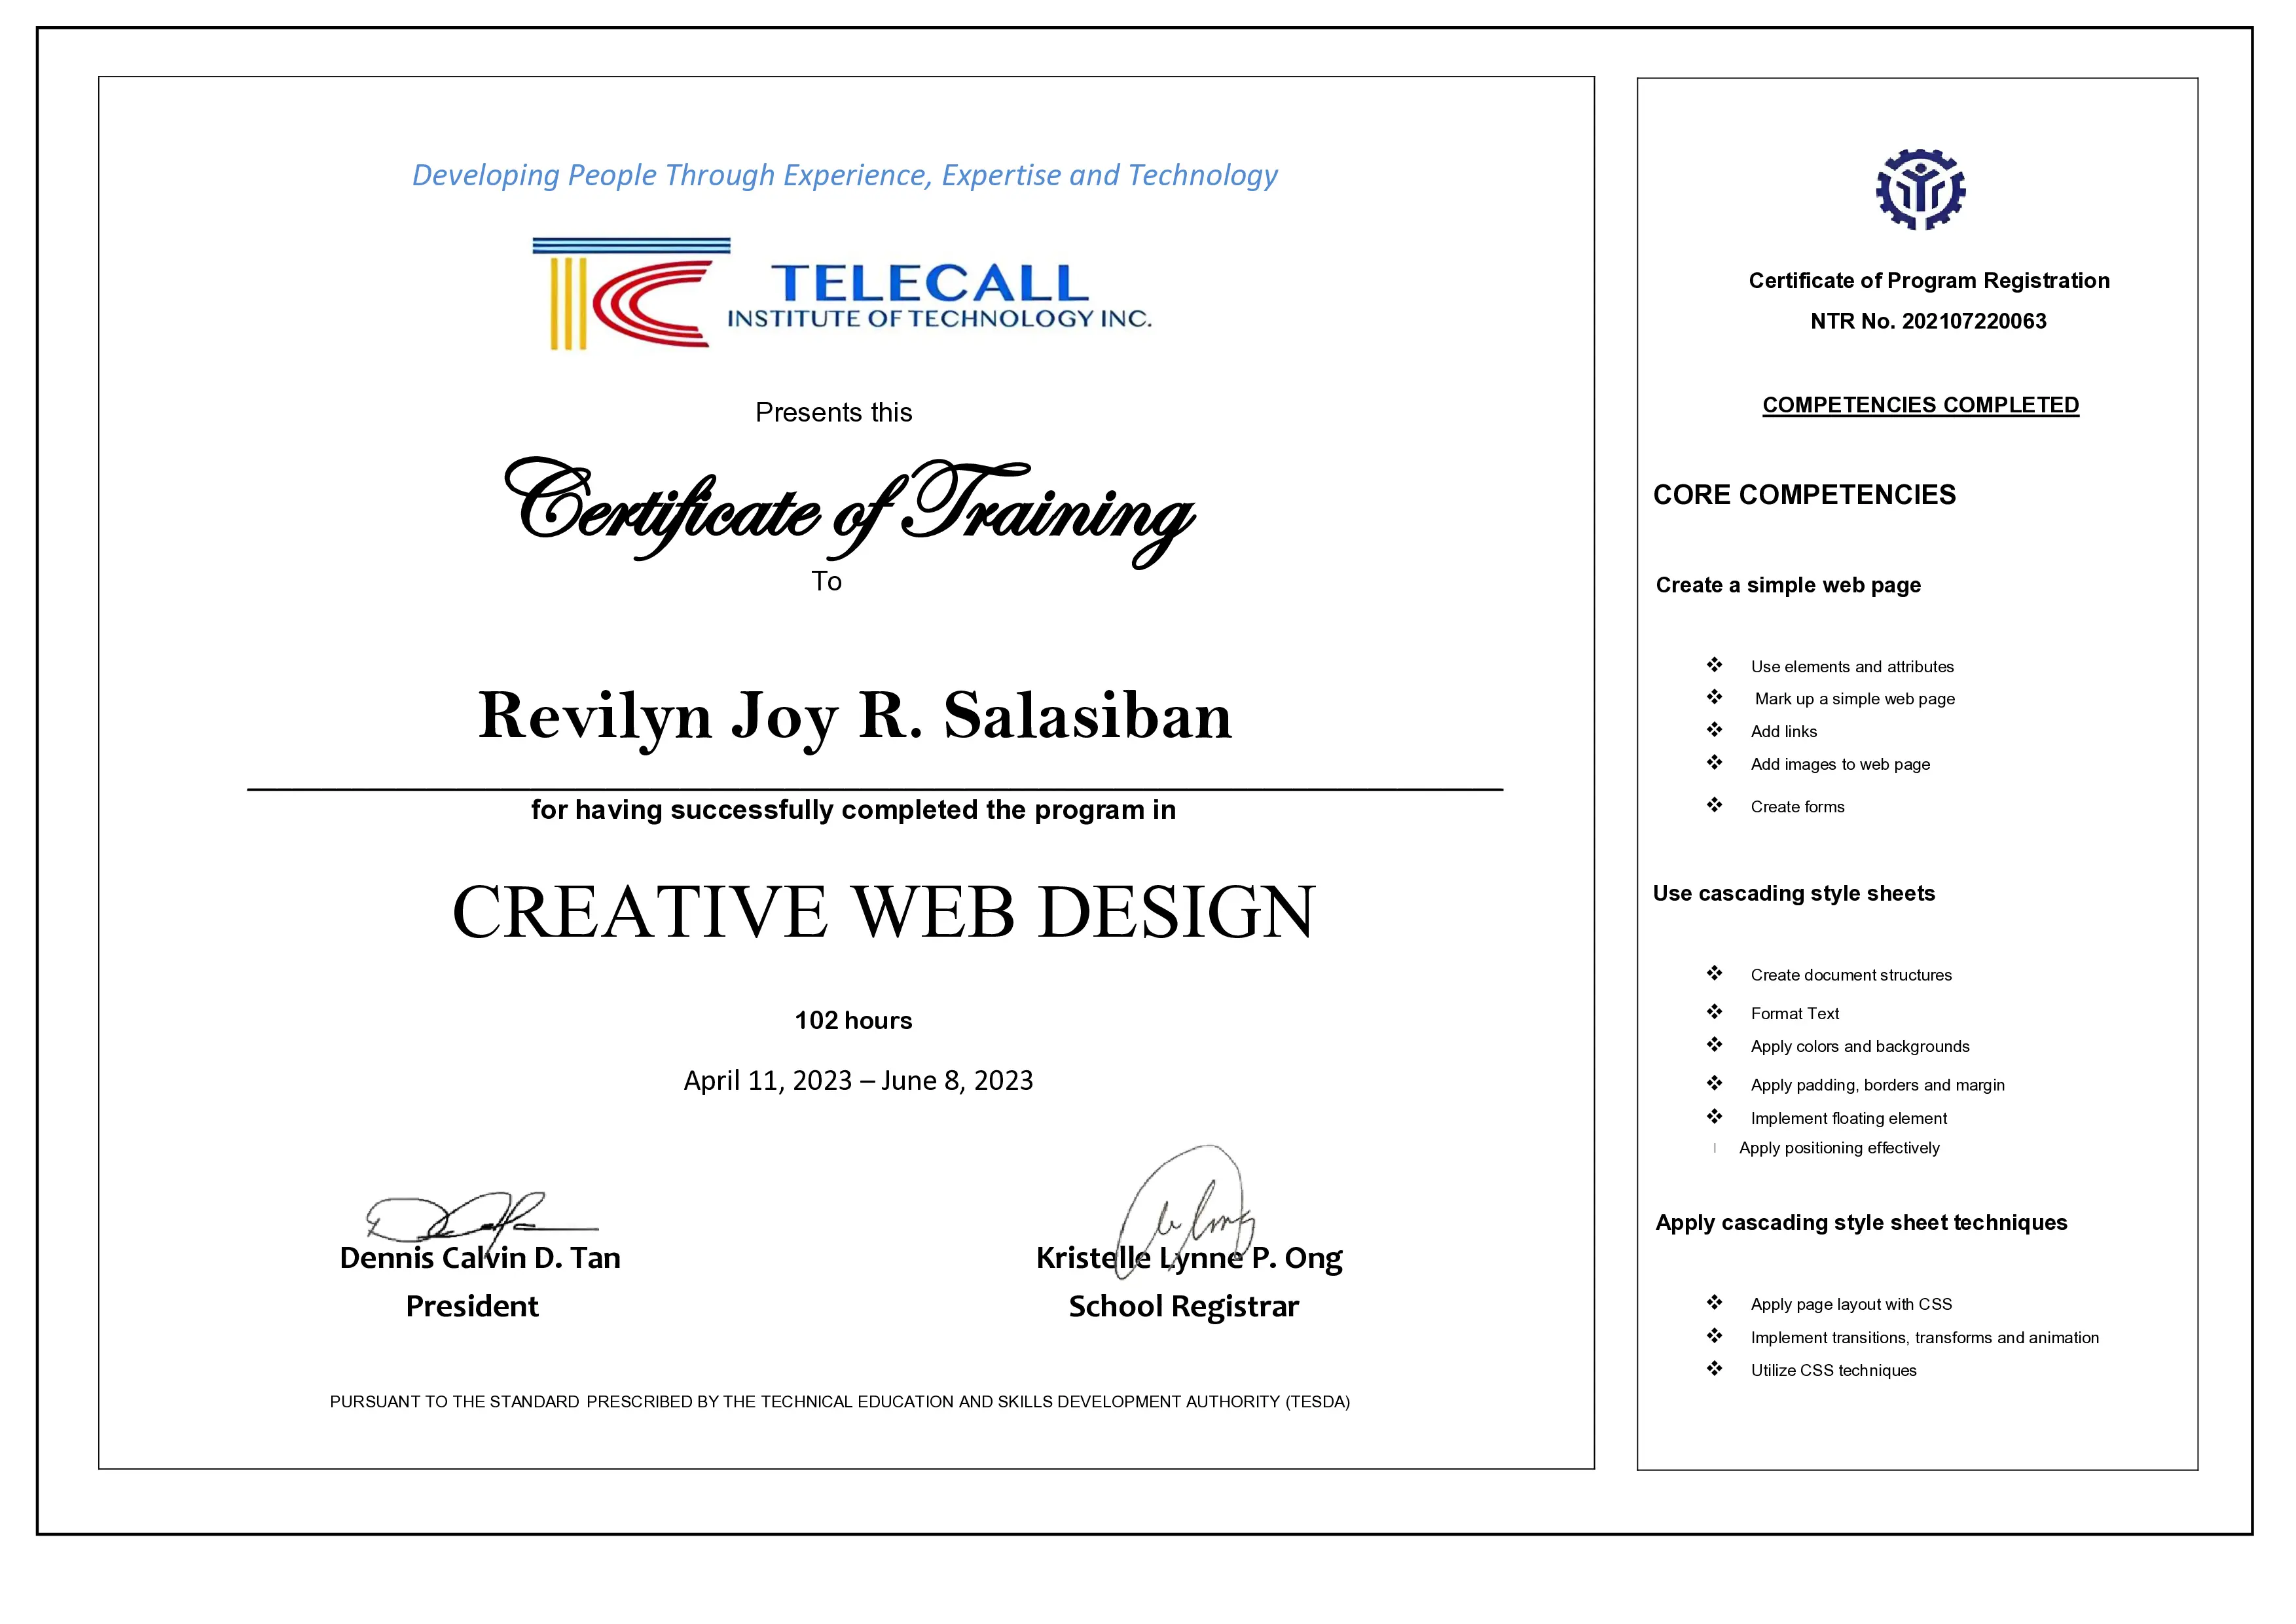 Developing People Through Experience, Expertise and Technology
TELECALL
INSTITUTE OF TECHNOLOGY INC.
Presents this
Certificate of Training
To
Revilyn Joy R. Salasiban
for having successfully completed the program in
CREATIVE WEB DESIGN
102 hours
April 11, 2023 – June 8, 2023
Dennis Calvin D. Tan
President
Kristelle Lynne P. Ong
School Registrar
PURSUANT TO THE STANDARD PRESCRIBED BY THE TECHNICAL EDUCATION AND SKILLS DEVELOPMENT AUTHORITY (TESDA)
Certificate of Program Registration
NTR No. 202107220063
COMPETENCIES COMPLETED
CORE COMPETENCIES
Create a simple web page
❖ Use elements and attributes
❖ Mark up a simple web page
❖ Add links
❖ Add images to web page
❖ Create forms
Use cascading style sheets
❖ Create document structures
❖ Format Text
❖ Apply colors and backgrounds
❖ Apply padding, borders and margin
❖ Implement floating element
| Apply positioning effectively
Apply cascading style sheet techniques
❖ Apply page layout with CSS
❖ Implement transitions, transforms and animation
❖ Utilize CSS techniques